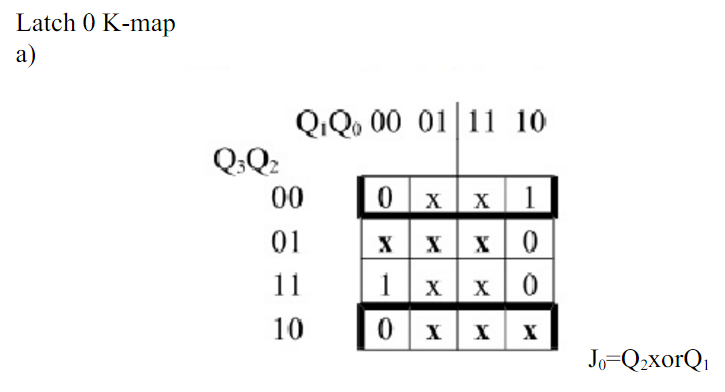 Latch 0 K-map
a)
Q₁Q₀ 00 01 11 10
Q₃Q₂
00 0 x x 1
01 x x x 0
11 1 x x 0
10 0 x x x
J₀=Q₂xorQ₁